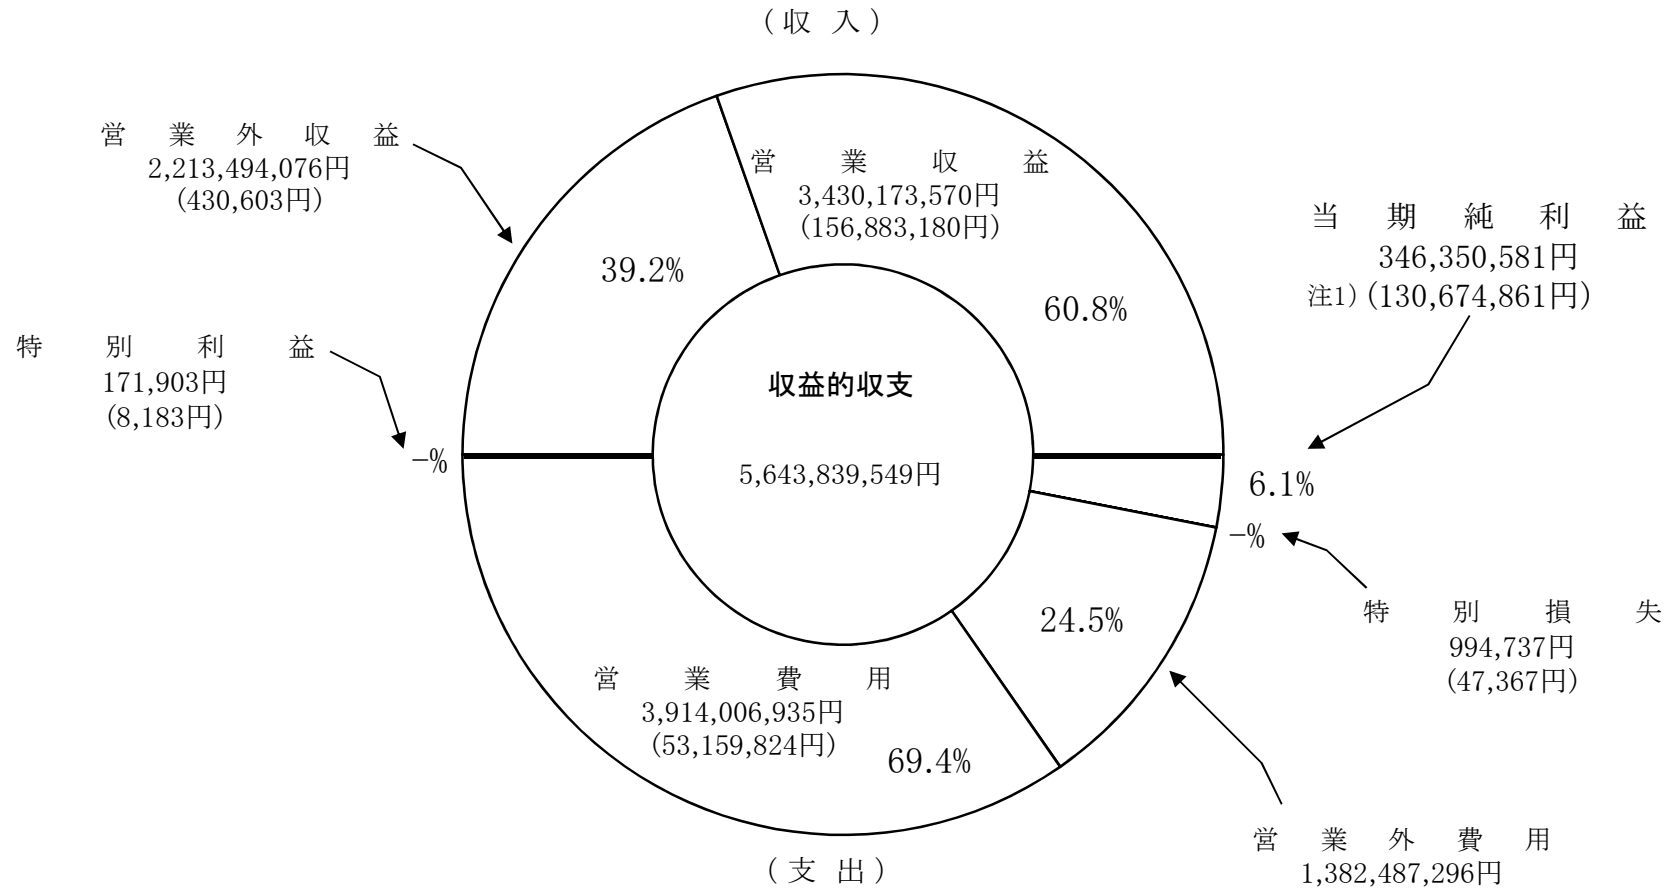 （収 入）
営業外収益
2,213,494,076円
(430,603円)
営業収益
3,430,173,570円
(156,883,180円)
当期純利益
346,350,581円
注1）(130,674,861円)
39.2%
60.8%
特別利益
171,903円
(8,183円)
−%
収益的収支
5,643,839,549円
6.1%
−%
特別損失
994,737円
(47,367円)
24.5%
営業費用
3,914,006,935円
(53,159,824円)
69.4%
営業外費用
1,382,487,296円
（支 出）